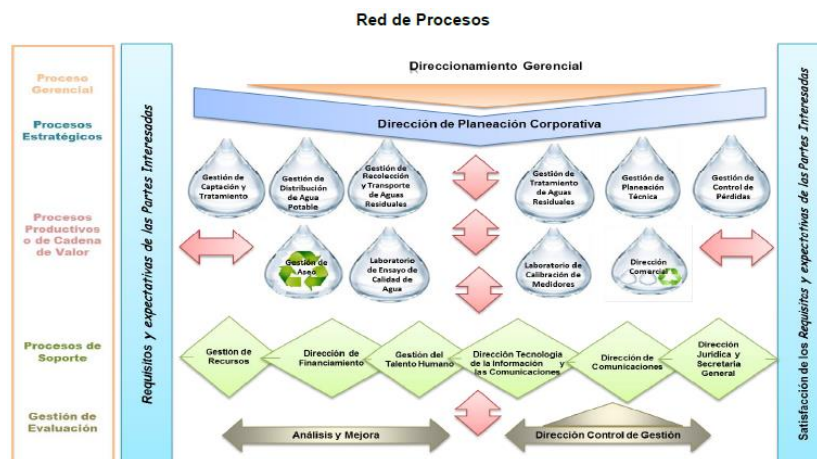 Red de Procesos
Proceso
Gerencial
Procesos
Estratégicos
Procesos
Productivos
o de Cadena
de Valor
Procesos de
Soporte
Gestión de
Evaluación
Requisitos y expectativas de las Partes Interesadas
Direccionamiento Gerencial
Dirección de Planeación Corporativa
Gestión de
Captación y
Tratamiento
Gestión de
Distribución
de Agua
Potable
Gestión de
Recolección
y Transporte
de Aguas
Residuales
Gestión de
Tratamiento
de Aguas
Residuales
Gestión de
Planeación
Técnica
Gestión de
Control de
Pérdidas
Gestión de
Aseo
Laboratorio
de Ensayo de
Calidad de
Agua
Laboratorio
de Calibración
de Medidores
Dirección
Comercial
Gestión de
Recursos
Dirección de
Financiamiento
Gestión del
Talento Humano
Dirección Tecnología
de la Información y
las Comunicaciones
Dirección de
Comunicaciones
Dirección
Jurídica y
Secretaria
General
Análisis y Mejora
Dirección Control de Gestión
Satisfacción de los Requisitos y expectativas de las Partes Interesadas